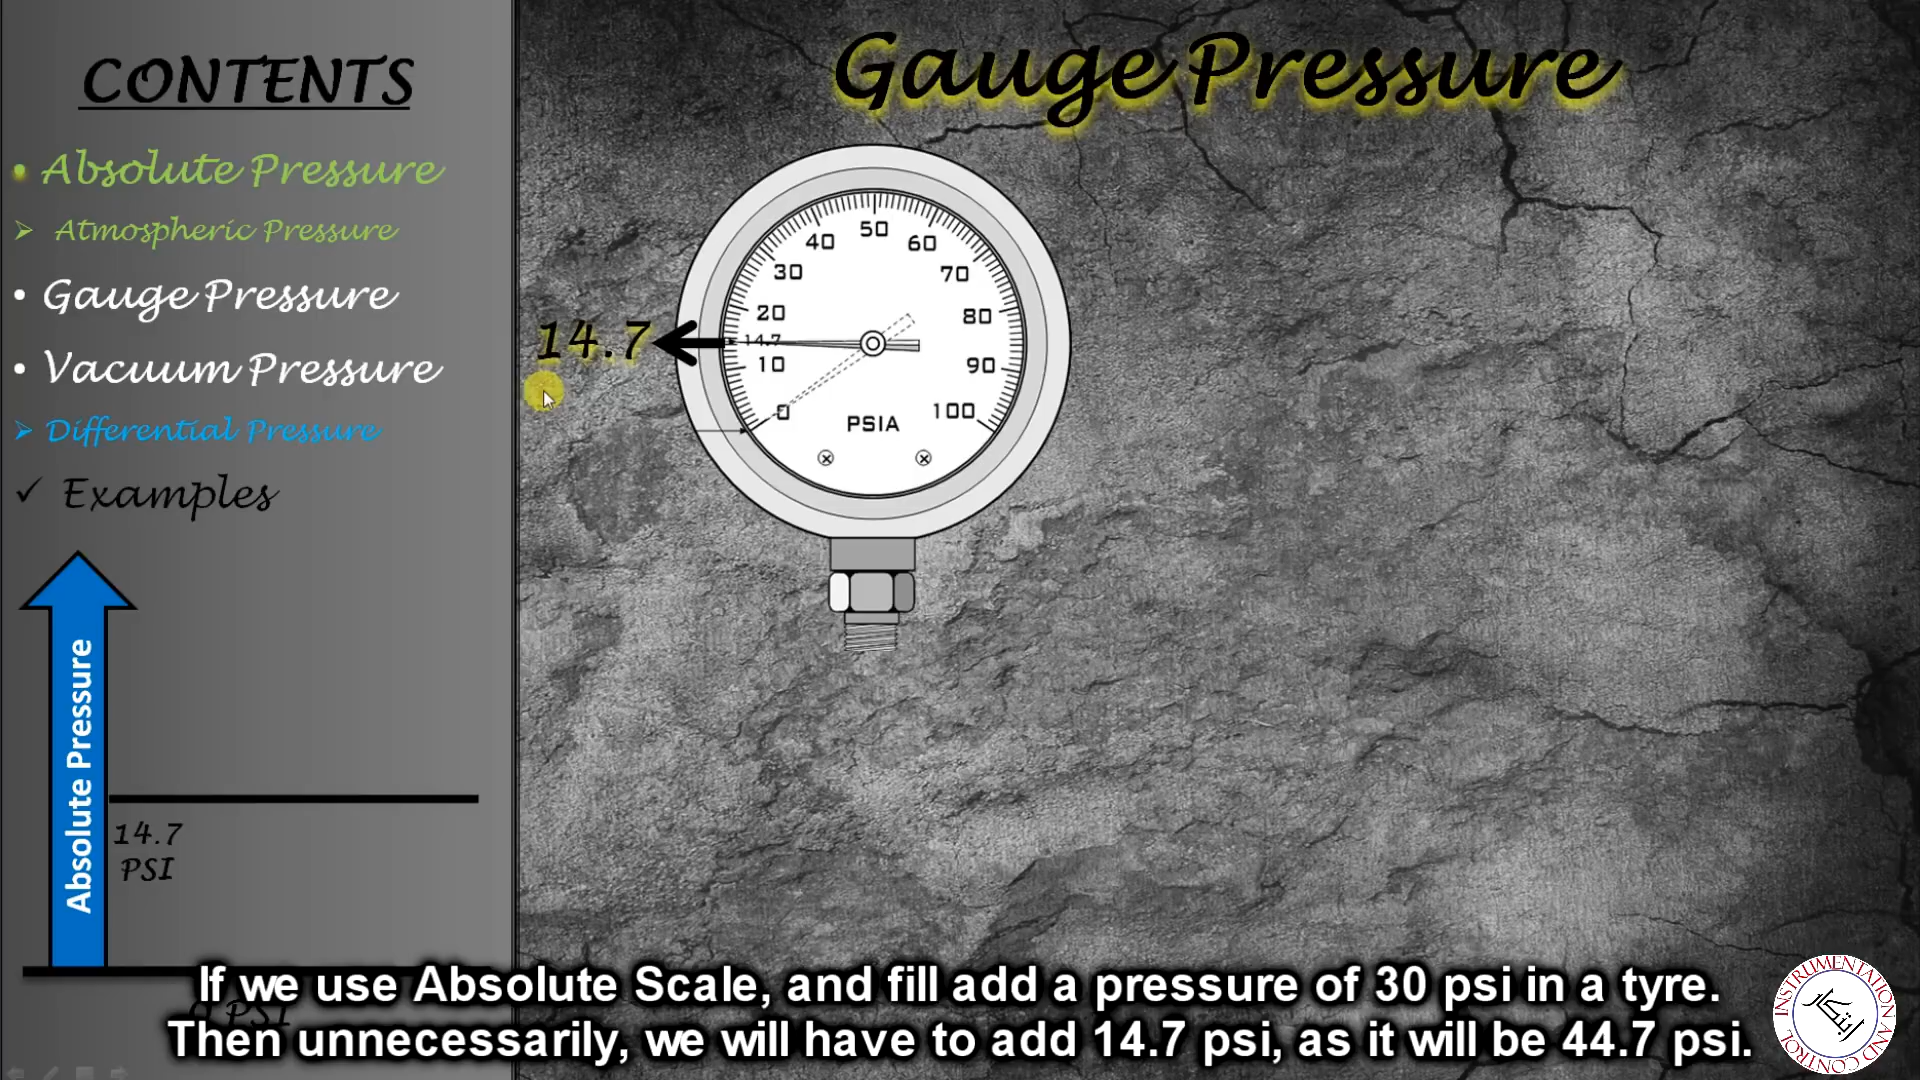 CONTENTS
• Absolute Pressure
➢ Atmospheric Pressure
• Gauge Pressure
• Vacuum Pressure
➢ Differential Pressure
✓ Examples
Absolute Pressure
14.7
PSI
0 PSI
Gauge Pressure
14.7
14.7
0
10
20
30
40
50
60
70
80
90
100
PSIA
If we use Absolute Scale, and fill add a pressure of 30 psi in a tyre.
Then unnecessarily, we will have to add 14.7 psi, as it will be 44.7 psi.
INSTRUMENTATION AND CONTROL